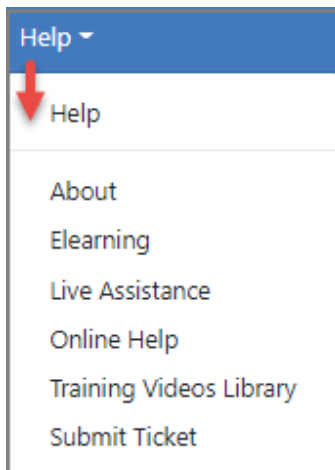 Help
Help
About
Elearning
Live Assistance
Online Help
Training Videos Library
Submit Ticket